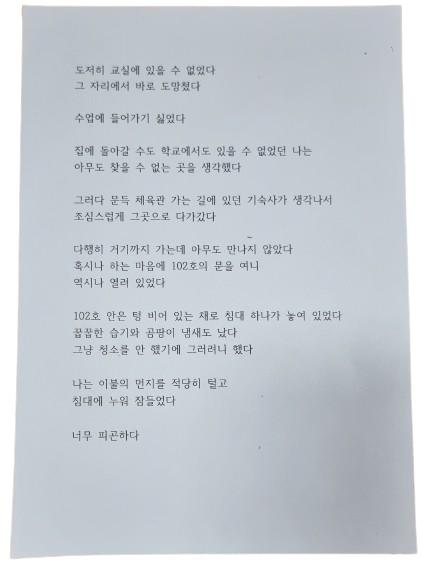 도저히 교실에 있을 수 없었다
그 자리에서 바로 도망쳤다
수업에 들어가기 싫었다
집에 돌아갈 수도 학교에서도 있을 수 없었던 나는
아무도 찾을 수 없는 곳을 생각했다
그러다 문득 체육관 가는 길에 있던 기숙사가 생각나서
조심스럽게 그곳으로 다가갔다
다행히 거기까지 가는데 아무도 만나지 않았다
혹시나 하는 마음에 102호의 문을 여니
역시나 열려 있었다
102호 안은 텅 비어 있는 채로 침대 하나가 놓여 있었다
꿉꿉한 습기와 곰팡이 냄새도 났다
그냥 청소를 안 했기에 그러려니 했다
나는 이불의 먼지를 적당히 털고
침대에 누워 잠들었다
너무 피곤하다